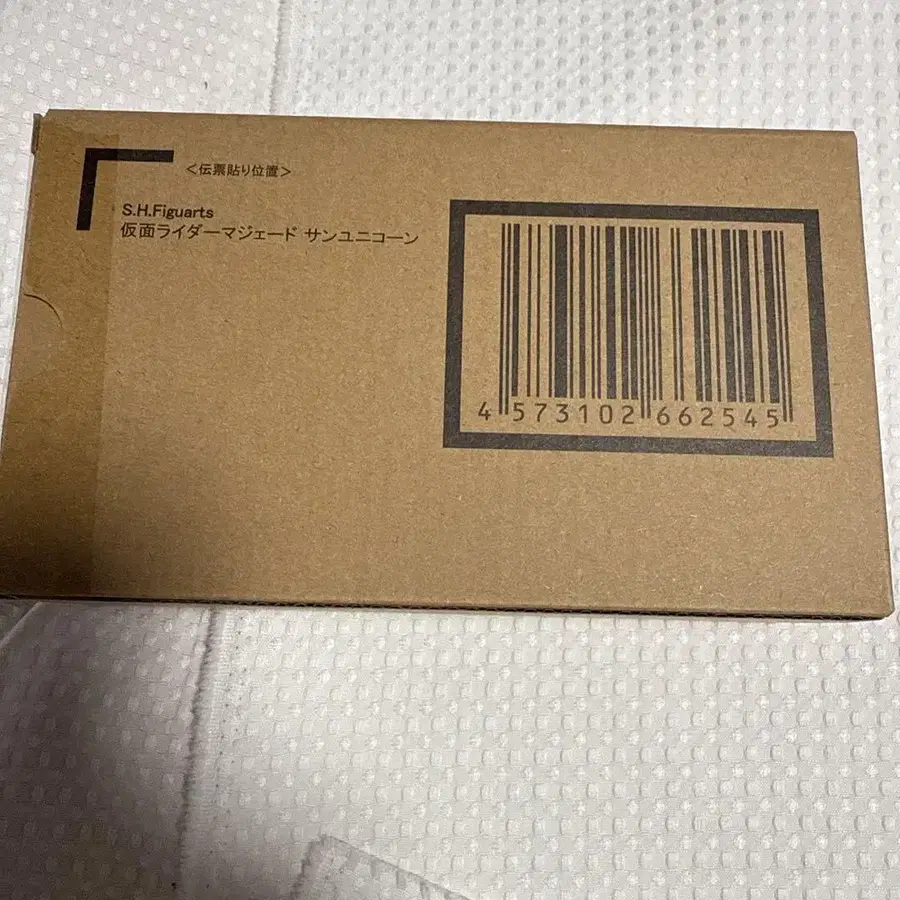 ＜伝票貼り位置＞
S.H.Figuarts
仮面ライダーマジェード サンユニコーン
4 573102 662545